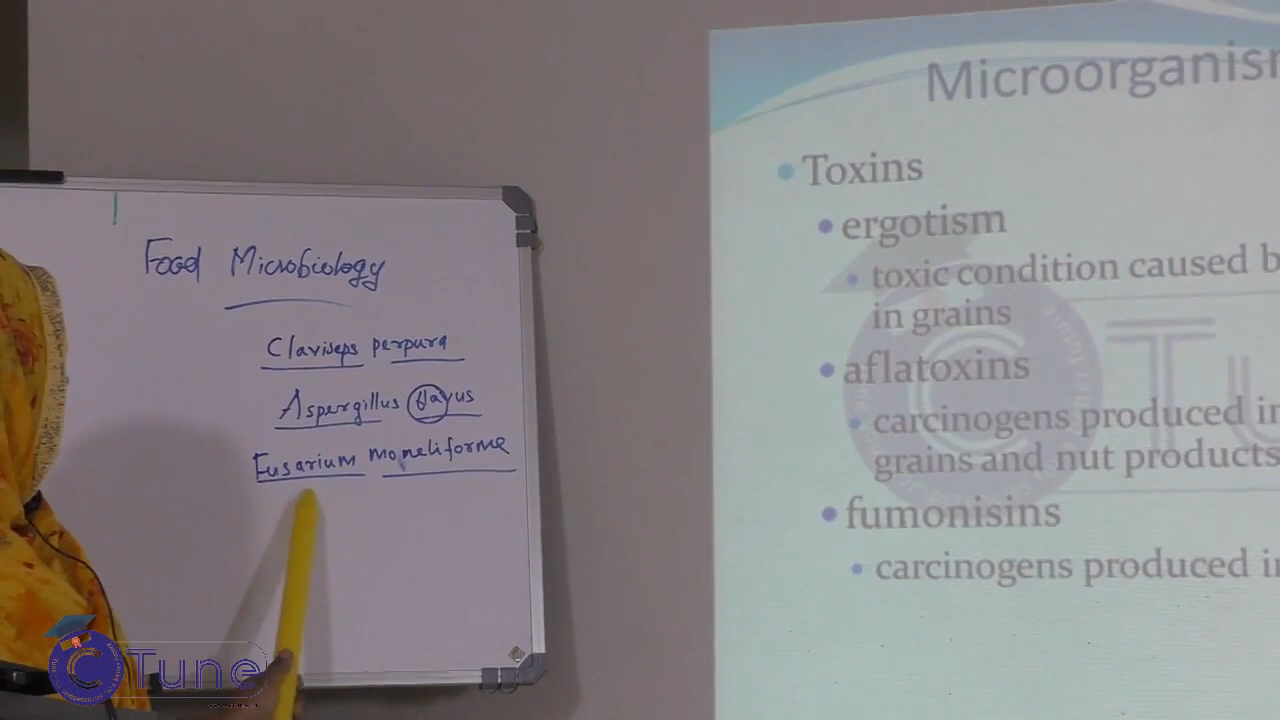 Food Microbiology
Claviseps perpura
Aspergillus flavus
Fusarium moneliforme
Microorganism
Toxins
ergotism
toxic condition caused b
in grains
aflatoxins
carcinogens produced in
grains and nut products
fumonisins
carcinogens produced in
C Tu
C Tune